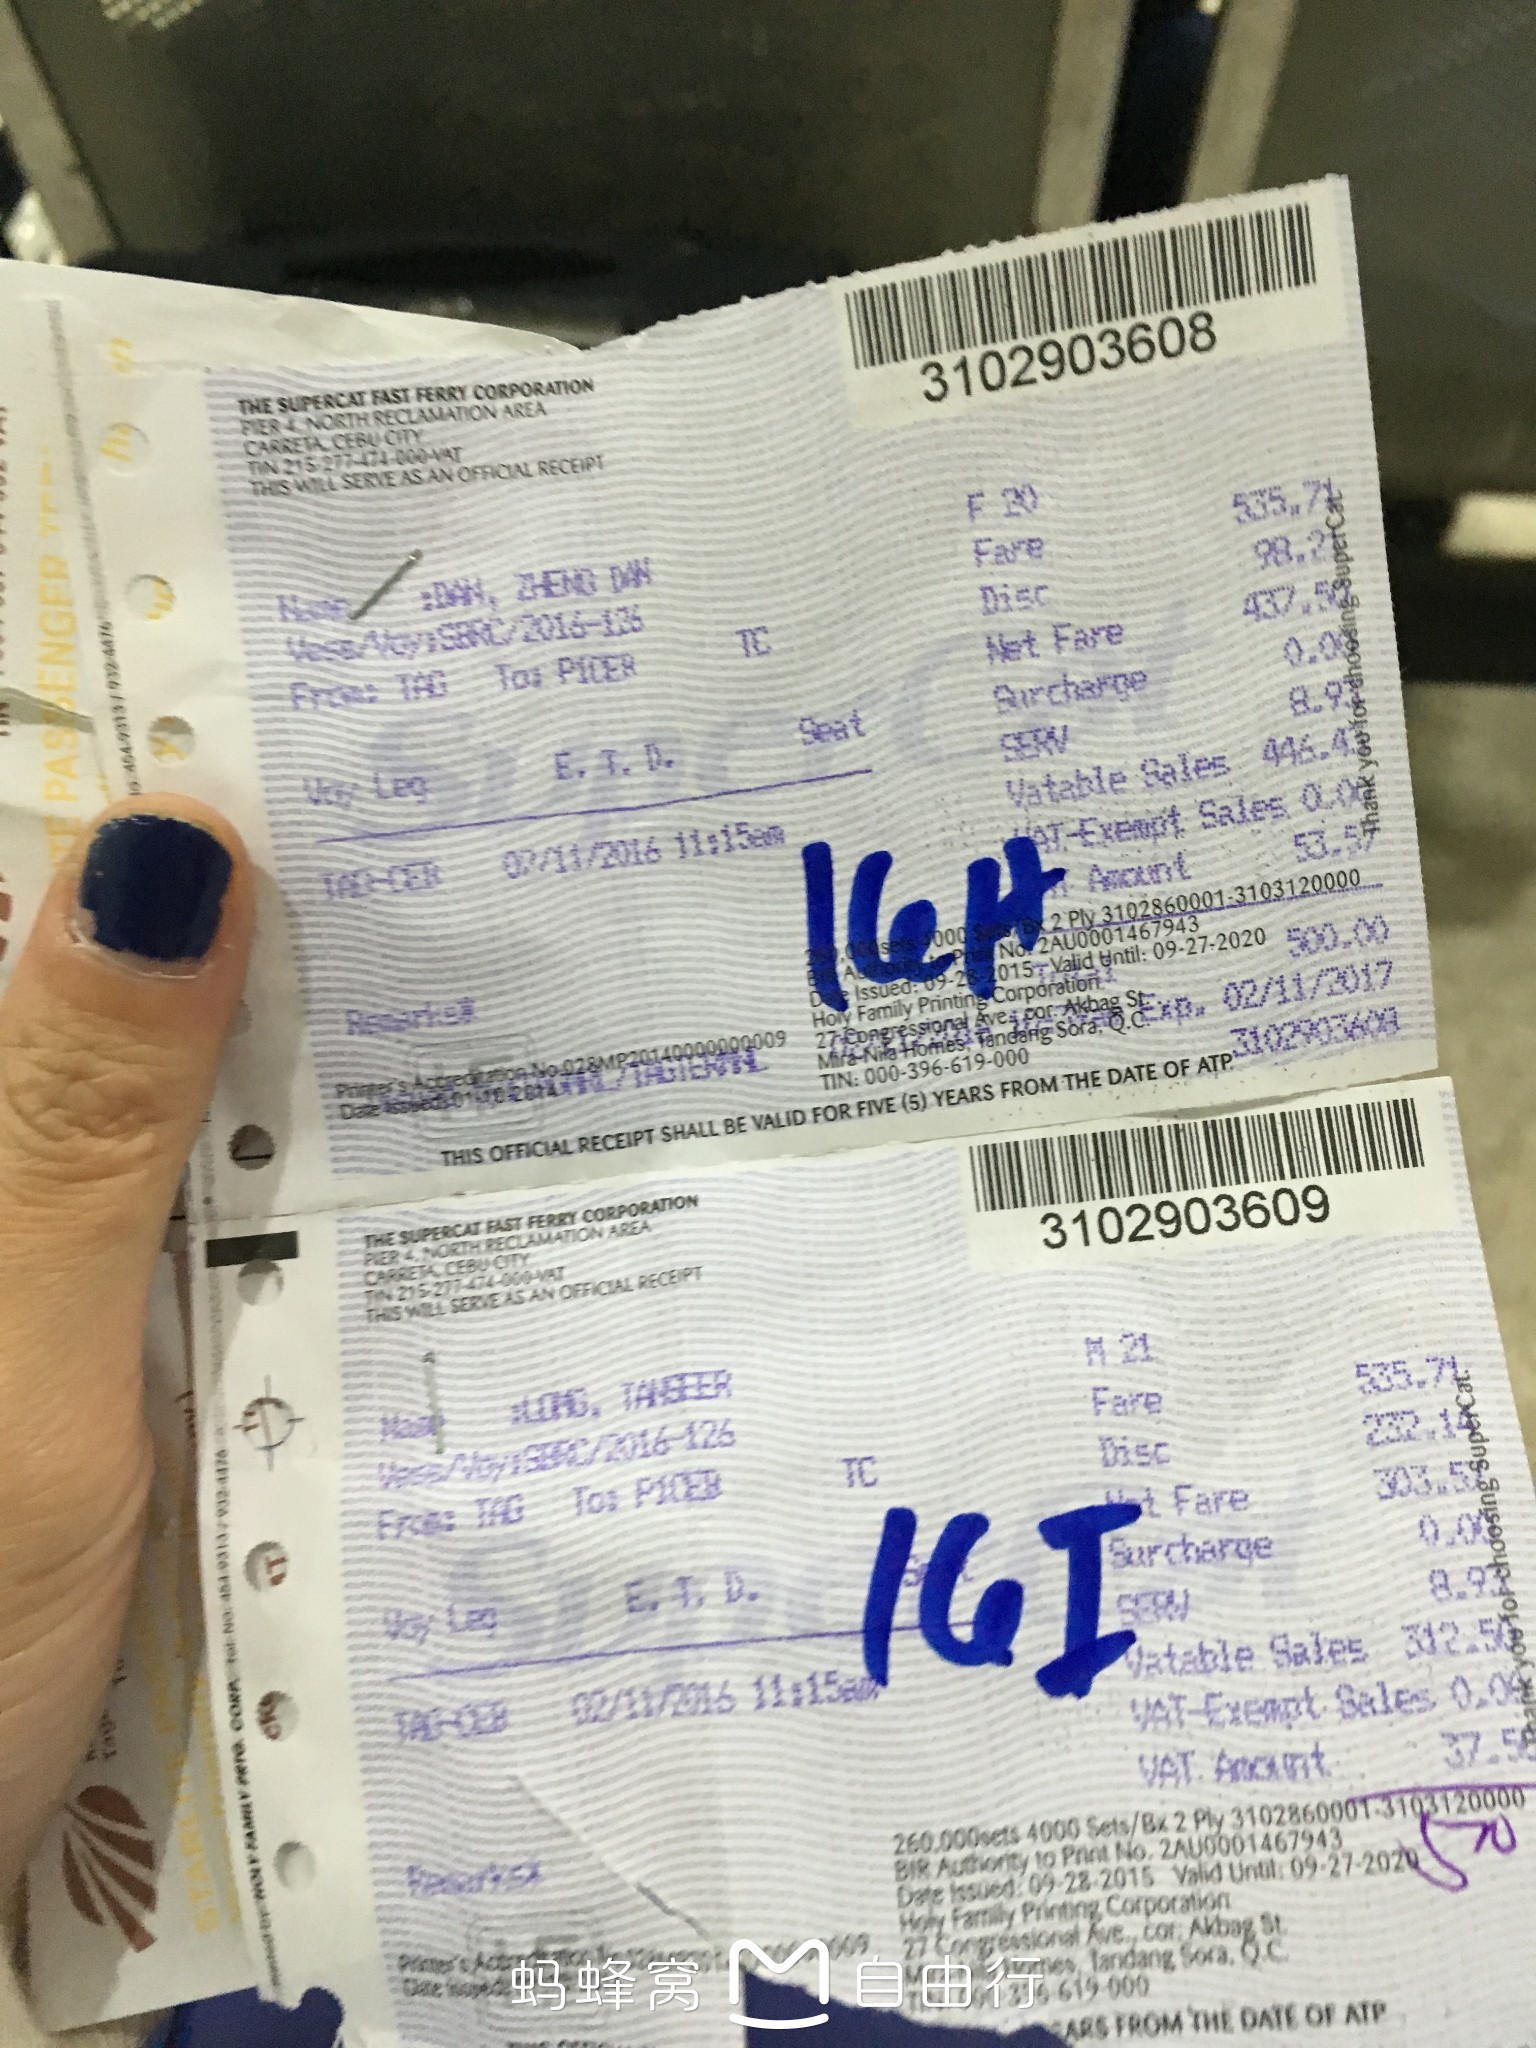 3102903608
THE SUPERCAT FAST FERRY CORPORATION
PIER 4, NORTH RECLAMATION AREA
CARRETA, CEBU CITY
TIN 215-277-474-000-VAT
THIS WILL SERVE AS AN OFFICIAL RECEIPT
F 20
Fare 535.71
Disc 98.2
Net Fare 437.50
Surcharge 0.00
SERV 8.93
Vatable Sales 446.43
VAT-Exempt Sales 0.00
Amount 53.57
Name :DAN, ZHENG DAN
Vess/Voy:SBRC/2016-126
From: TAG To: P1CEB TC
Voy Leg E. T. D. Seat
TAG-CEB 02/11/2016 11:15am
16H
Thank you for choosing SuperCat.
4000 Sets/Bx 2 Ply 3102860001-3103120000
No. 2AU0001467943
Date Issued: 09-28-2015 Valid Until: 09-27-2020
500.00
Holy Family Printing Corporation
27 Congressional Ave., cor. Akbag St.
Exp. 02/11/2017
Mira-Nila Homes, Tandang Sora, Q.C.
TIN: 000-396-619-000
3102903608
Remarks:
Printer's Accreditation No.028MP20140000000009
THIS OFFICIAL RECEIPT SHALL BE VALID FOR FIVE (5) YEARS FROM THE DATE OF ATP.
3102903609
THE SUPERCAT FAST FERRY CORPORATION
PIER 4, NORTH RECLAMATION AREA
CARRETA, CEBU CITY
TIN 215-277-474-000-VAT
THIS WILL SERVE AS AN OFFICIAL RECEIPT
M 21
Fare 535.71
Disc 232.14
Net Fare 303.57
Surcharge 0.00
SERV 8.93
Vatable Sales 312.50
VAT-Exempt Sales 0.00
VAT Amount 37.50
Name
Vess/Voy:SBRC/2016-126
From: TAG To: P1CEB TC
Voy Leg E. T. D.
TAG-CEB 02/11/2016 11:15am
16I
Thank you for choosing SuperCat.
260,000sets 4000 Sets/Bx 2 Ply 3102860001-3103120000
BIR Authority to Print No. 2AU0001467943
Date Issued: 09-28-2015 Valid Until: 09-27-2020
Holy Family Printing Corporation
27 Congressional Ave., cor. Akbag St.
Homes, Tandang Sora, Q.C.
Remarks:
YEARS FROM THE DATE OF ATP
蚂蜂窝 自由行